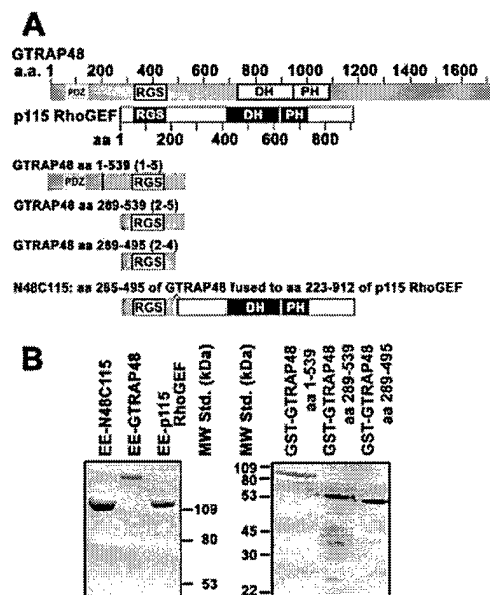 A
GTRAP48
a.a. 1 200 400 600 800 1000 1200 1400 1600
PDZ RGS DH PH
p115 RhoGEF RGS DH PH
aa 1 200 400 600 800
GTRAP48 aa 1-539 (1-5)
PDZ RGS
GTRAP48 aa 289-539 (2-5)
RGS
GTRAP48 aa 289-495 (2-4)
RGS
N48C115: aa 265-495 of GTRAP48 fused to aa 223-912 of p115 RhoGEF
RGS DH PH
B
EE-N48C115
EE-GTRAP48
EE-p115 RhoGEF
MW Std. (kDa)
109
80
53
MW Std. (kDa)
GST-GTRAP48 aa 1-539
GST-GTRAP48 aa 289-539
GST-GTRAP48 aa 289-495
109
80
53
45
30
22